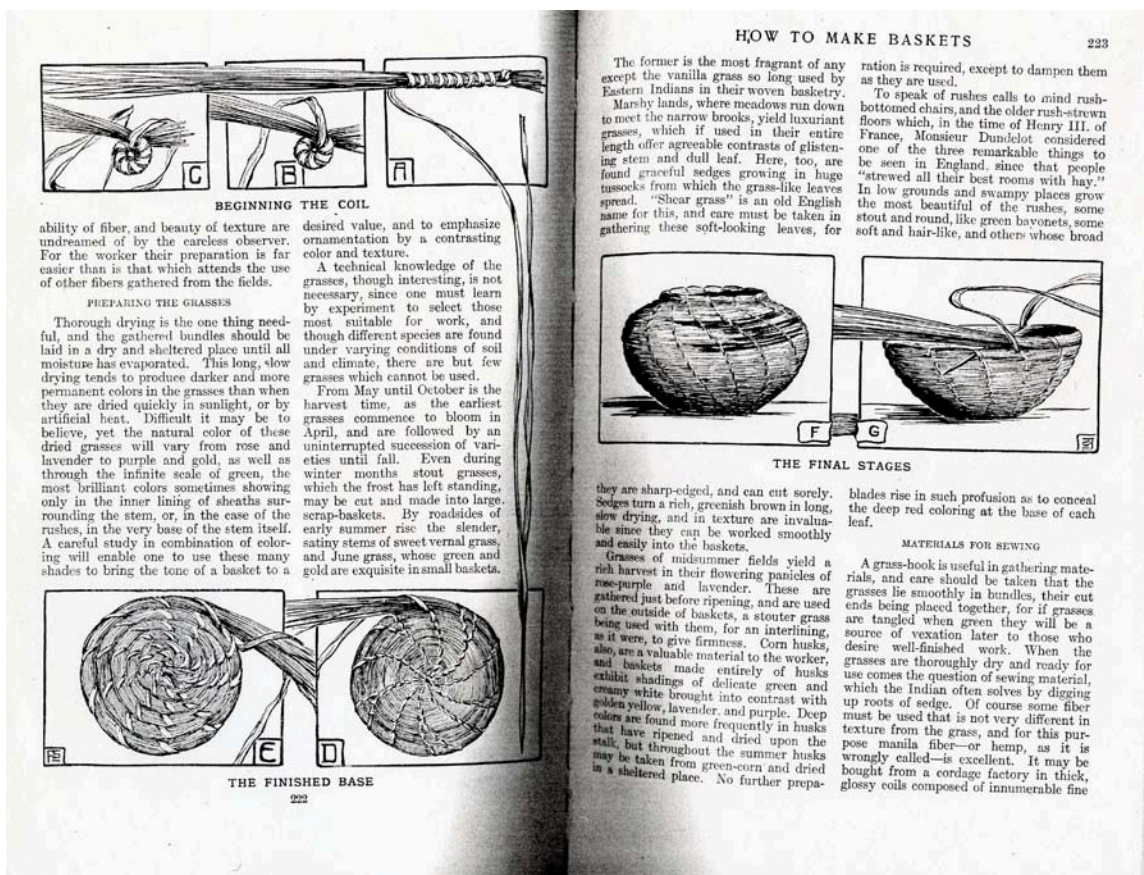 C
B
A
BEGINNING THE COIL
ability of fiber, and beauty of texture are
undreamed of by the careless observer.
For the worker their preparation is far
easier than is that which attends the use
of other fibers gathered from the fields.
PREPARING THE GRASSES
Thorough drying is the one thing need-
ful, and the gathered bundles should be
laid in a dry and sheltered place until all
moisture has evaporated. This long, slow
drying tends to produce darker and more
permanent colors in the grasses than when
they are dried quickly in sunlight, or by
artificial heat. Difficult it may be to
believe, yet the natural color of these
dried grasses will vary from rose and
lavender to purple and gold, as well as
through the infinite scale of green, the
most brilliant colors sometimes showing
only in the inner lining of sheaths sur-
rounding the stem, or, in the case of the
rushes, in the very base of the stem itself.
A careful study in combination of color-
ing will enable one to use these many
shades to bring the tone of a basket to a
desired value, and to emphasize
ornamentation by a contrasting
color and texture.
A technical knowledge of the
grasses, though interesting, is not
necessary, since one must learn
by experiment to select those
most suitable for work, and
though different species are found
under varying conditions of soil
and climate, there are but few
grasses which cannot be used.
From May until October is the
harvest time, as the earliest
grasses commence to bloom in
April, and are followed by an
uninterrupted succession of vari-
eties until fall. Even during
winter months stout grasses,
which the frost has left standing,
may be cut and made into large
scrap-baskets. By roadsides of
early summer rise the slender,
satiny stems of sweet vernal grass,
and June grass, whose green and
gold are exquisite in small baskets.
E
D
THE FINISHED BASE
222
HOW TO MAKE BASKETS
223
The former is the most fragrant of any
except the vanilla grass so long used by
Eastern Indians in their woven basketry.
Marshy lands, where meadows run down
to meet the narrow brooks, yield luxuriant
grasses, which if used in their entire
length offer agreeable contrasts of glisten-
ing stem and dull leaf. Here, too, are
found graceful sedges growing in huge
tussocks from which the grass-like leaves
spread. "Shear grass" is an old English
name for this, and care must be taken in
gathering these soft-looking leaves, for
ration is required, except to dampen them
as they are used.
To speak of rushes calls to mind rush-
bottomed chairs, and the older rush-strewn
floors which, in the time of Henry III. of
France, Monsieur Dundelot considered
one of the three remarkable things to
be seen in England, since that people
"strewed all their best rooms with hay."
In low grounds and swampy places grow
the most beautiful of the rushes, some
stout and round, like green bayonets, some
soft and hair-like, and others whose broad
F
G
THE FINAL STAGES
they are sharp-edged, and can cut sorely.
Sedges turn a rich, greenish brown in long,
slow drying, and in texture are invalua-
ble since they can be worked smoothly
and easily into the baskets.
Grasses of midsummer fields yield a
rich harvest in their flowering panicles of
rose-purple and lavender. These are
gathered just before ripening, and are used
on the outside of baskets, a stouter grass
being used with them, for an interlining,
as it were, to give firmness. Corn husks,
also, are a valuable material to the worker,
and baskets made entirely of husks
exhibit shadings of delicate green and
creamy white brought into contrast with
golden yellow, lavender, and purple. Deep
colors are found more frequently in husks
that have ripened and dried upon the
stalk, but throughout the summer husks
may be taken from green-corn and dried
in a sheltered place. No further prepa-
blades rise in such profusion as to conceal
the deep red coloring at the base of each
leaf.
MATERIALS FOR SEWING
A grass-hook is useful in gathering mate-
rials, and care should be taken that the
grasses lie smoothly in bundles, their cut
ends being placed together, for if grasses
are tangled when green they will be a
source of vexation later to those who
desire well-finished work. When the
grasses are thoroughly dry and ready for
use comes the question of sewing material,
which the Indian often solves by digging
up roots of sedge. Of course some fiber
must be used that is not very different in
texture from the grass, and for this pur-
pose manila fiber—or hemp, as it is
wrongly called—is excellent. It may be
bought from a cordage factory in thick,
glossy coils composed of innumerable fine